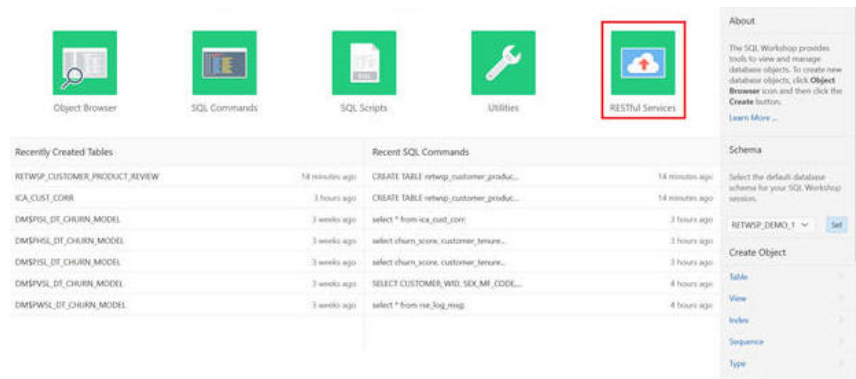 Object Browser
SQL Commands
SQL Scripts
Utilities
RESTful Services
Recently Created Tables
RETWSP_CUSTOMER_PRODUCT_REVIEW 14 minutes ago
ICA_CUST_CORR 3 hours ago
DM$PISL_DT_CHURN_MODEL 3 weeks ago
DM$PHSL_DT_CHURN_MODEL 3 weeks ago
DM$PJSL_DT_CHURN_MODEL 3 weeks ago
DM$PVSL_DT_CHURN_MODEL 3 weeks ago
DM$PWSL_DT_CHURN_MODEL 3 weeks ago
Recent SQL Commands
CREATE TABLE retwsp_customer_produc... 14 minutes ago
CREATE TABLE retwsp_customer_produc... 14 minutes ago
select * from ica_cust_corr; 3 hours ago
select churn_score, customer_tenure... 3 hours ago
select churn_score, customer_tenure... 3 hours ago
SELECT CUSTOMER_WID, SEX_MF_CODE,... 4 hours ago
select * from rse_log_msg; 4 hours ago
About
The SQL Workshop provides
tools to view and manage
database objects. To create new
database objects, click Object
Browser icon and then click the
Create button.
Learn More ...
Schema
Select the default database
schema for your SQL Workshop
session.
RETWSP_DEMO_1 Set
Create Object
Table
View
Index
Sequence
Type